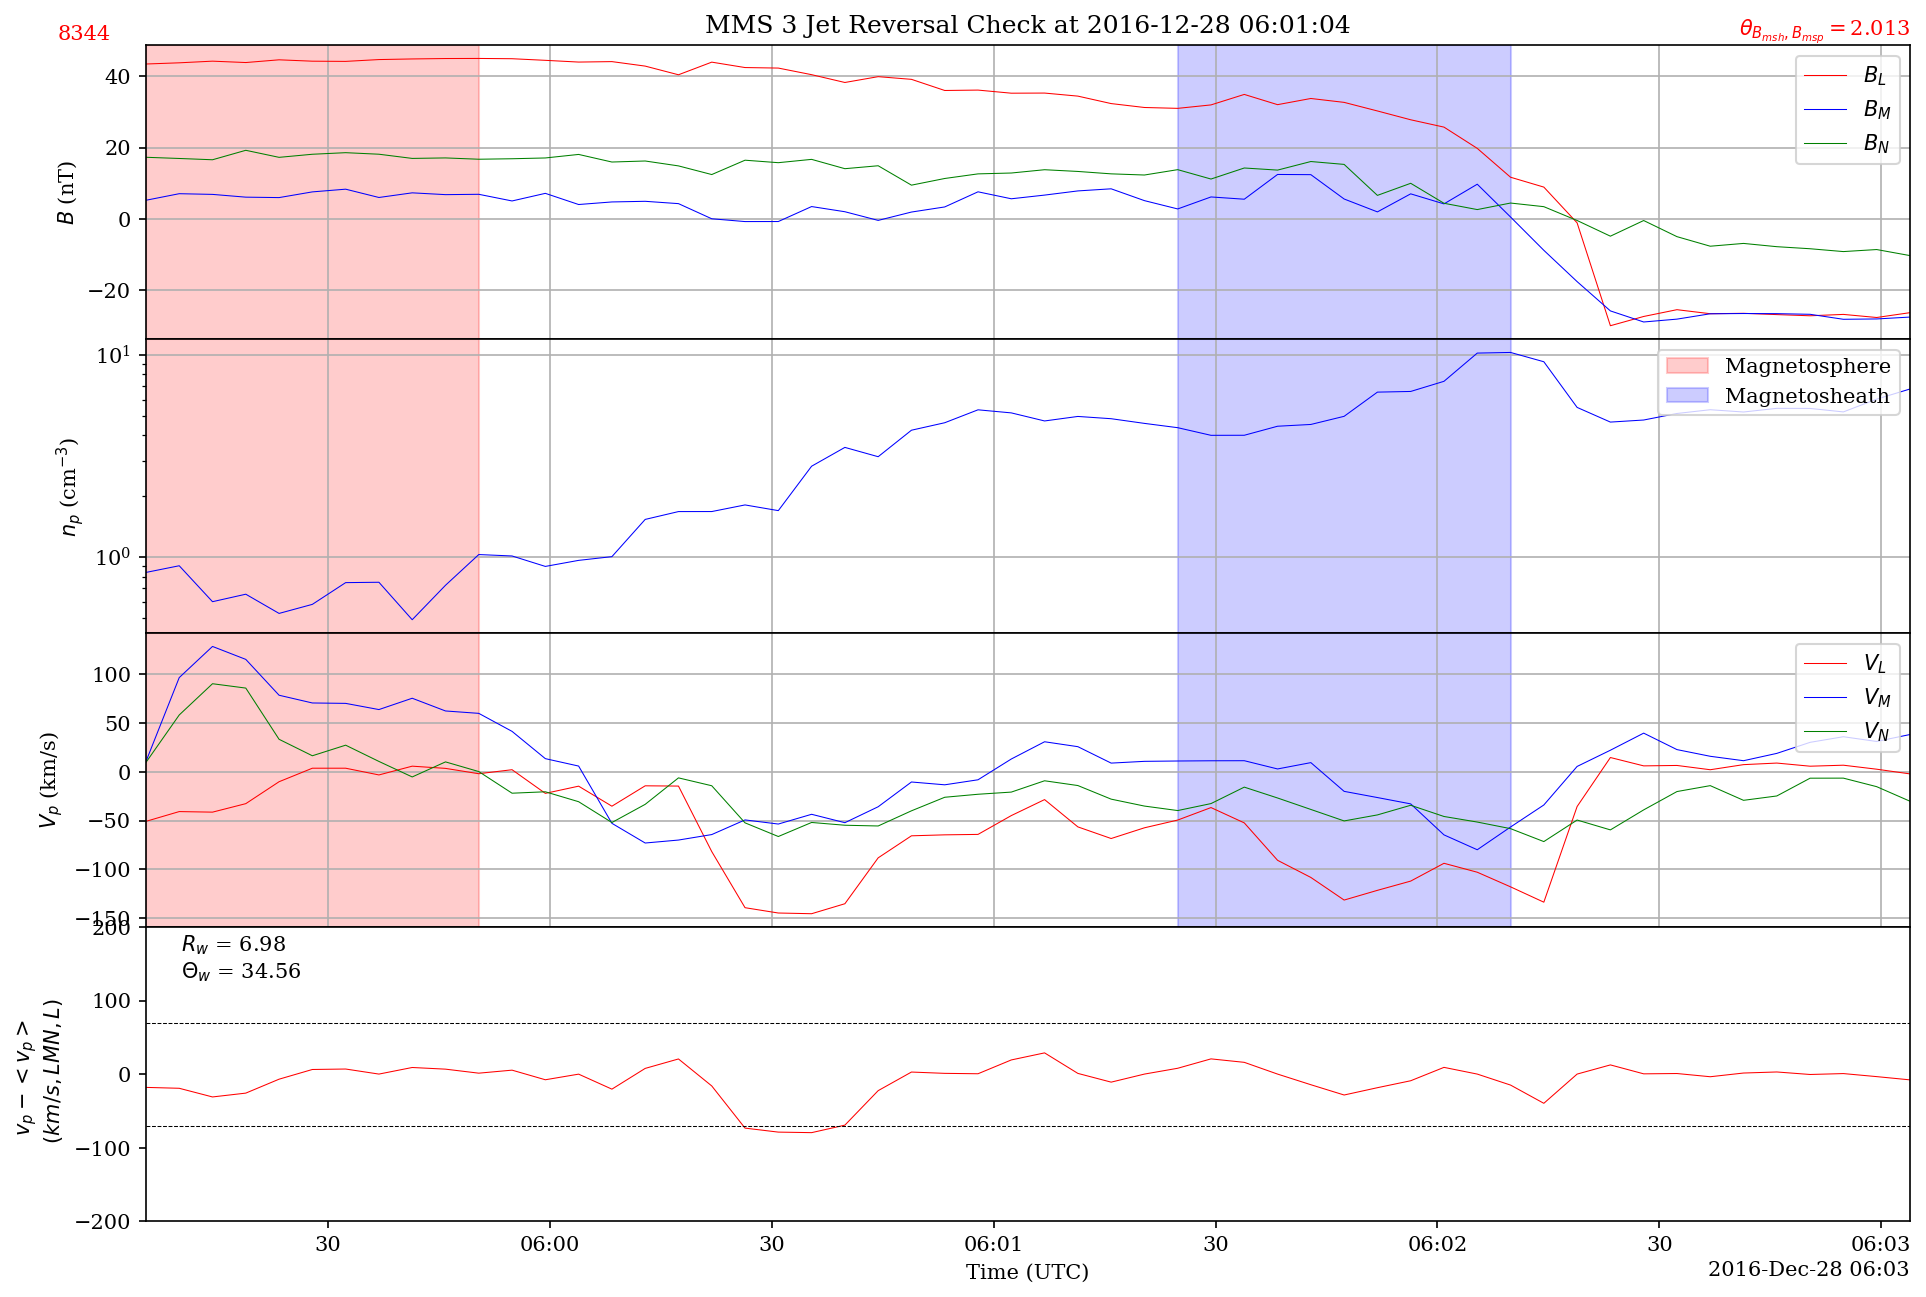 MMS 3 Jet Reversal Check at 2016-12-28 06:01:04
8344
θ_{B_{msh}, B_{msp}} = 2.013
B (nT)
40
20
0
−20
B_L
B_M
B_N
n_p (cm^{−3})
10^1
10^0
Magnetosphere
Magnetosheath
V_p (km/s)
100
50
0
−50
−100
−150
V_L
V_M
V_N
v_p − < v_p >
(km/s, LMN, L)
200
100
0
−100
−200
R_w = 6.98
Θ_w = 34.56
30 06:00 30 06:01 30 06:02 30 06:03
Time (UTC)
2016-Dec-28 06:03